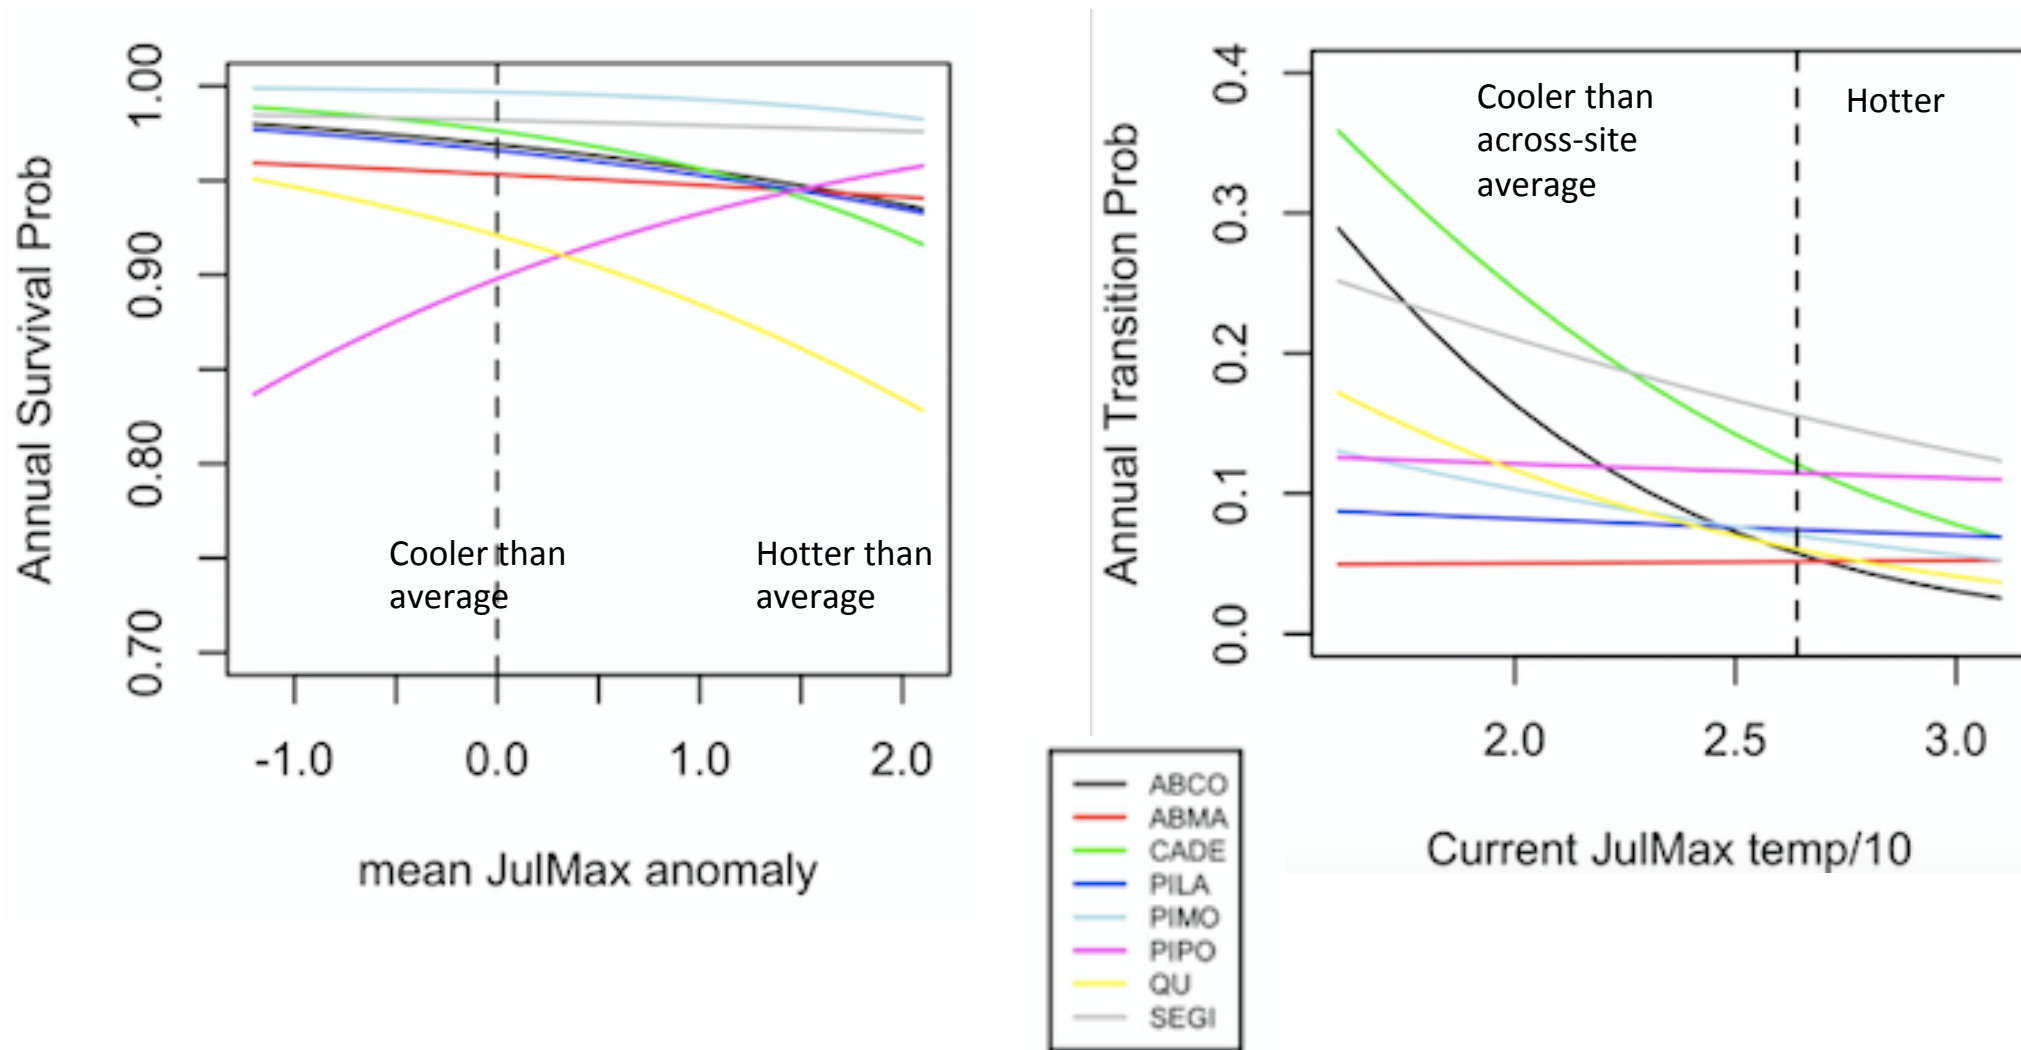 Annual Survival Prob
1.00
0.90
0.80
0.70
Cooler than
average
Hotter than
average
-1.0
0.0
1.0
2.0
mean JulMax anomaly
Annual Transition Prob
0.4
0.3
0.2
0.1
0.0
Cooler than
across-site
average
Hotter
2.0
2.5
3.0
Current JulMax temp/10
ABCO
ABMA
CADE
PILA
PIMO
PIPO
QU
SEGI